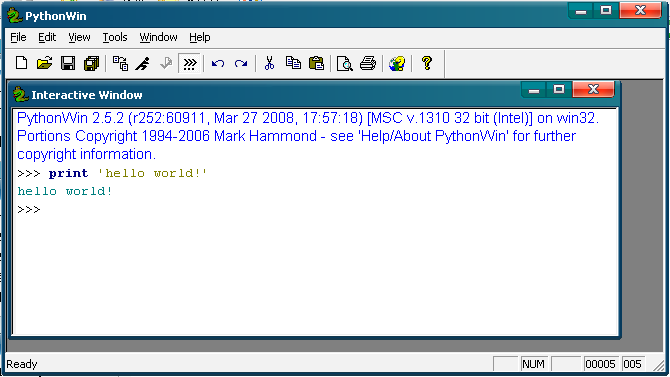 PythonWin
File Edit View Tools Window Help
Interactive Window
PythonWin 2.5.2 (r252:60911, Mar 27 2008, 17:57:18) [MSC v.1310 32 bit (Intel)] on win32.
Portions Copyright 1994-2006 Mark Hammond - see 'Help/About PythonWin' for further
copyright information.
>>> print 'hello world!'
hello world!
>>>
Ready NUM 00005 005